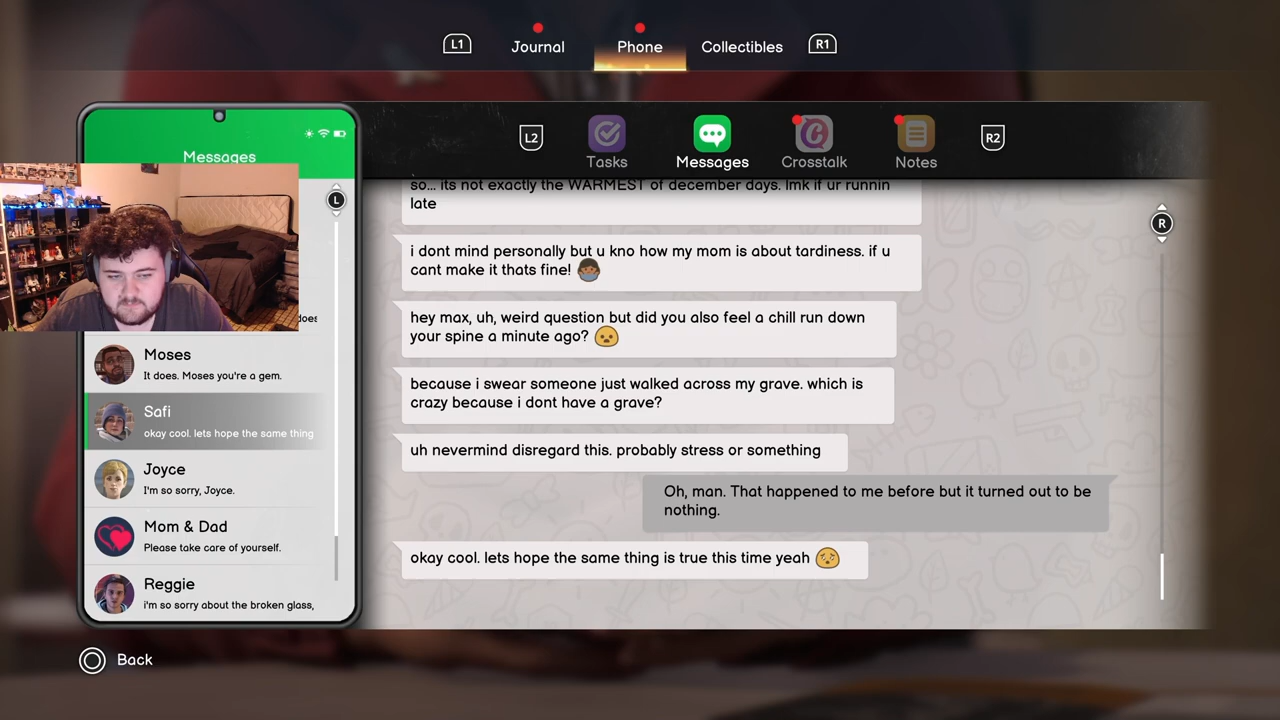 L1
Journal
Phone
Collectibles
R1
L2
Tasks
Messages
Crosstalk
Notes
R2
Messages
L
does
Moses
It does. Moses you're a gem.
Safi
okay cool. lets hope the same thing
Joyce
I'm so sorry, Joyce.
Mom & Dad
Please take care of yourself.
Reggie
i'm so sorry about the broken glass,
so... its not exactly the WARMEST of december days. lmk if ur runnin
late
i dont mind personally but u kno how my mom is about tardiness. if u
cant make it thats fine!
hey max, uh, weird question but did you also feel a chill run down
your spine a minute ago?
because i swear someone just walked across my grave. which is
crazy because i dont have a grave?
uh nevermind disregard this. probably stress or something
Oh, man. That happened to me before but it turned out to be
nothing.
okay cool. lets hope the same thing is true this time yeah
R
Back